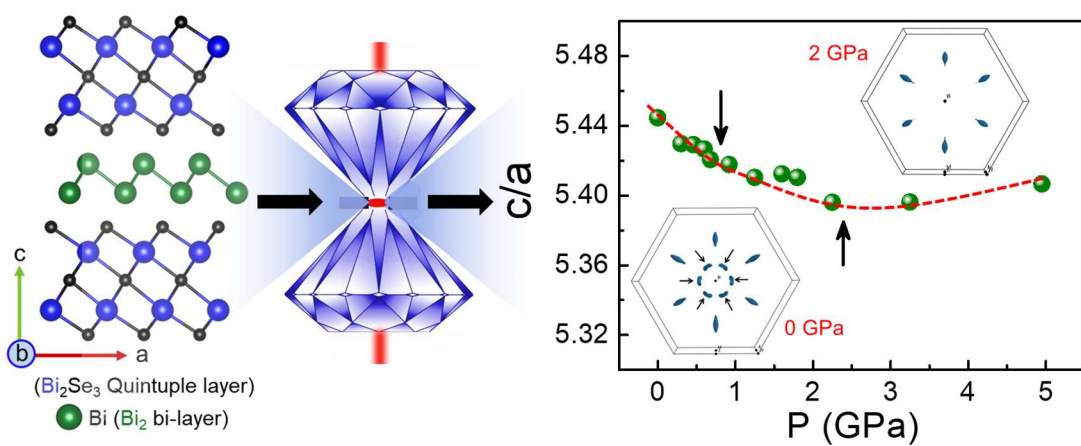 c
b
a
(Bi₂Se₃ Quintuple layer)
Bi (Bi₂ bi-layer)
c/a
5.48
5.44
5.40
5.36
5.32
2 GPa
0 GPa
0 1 2 3 4 5
P (GPa)